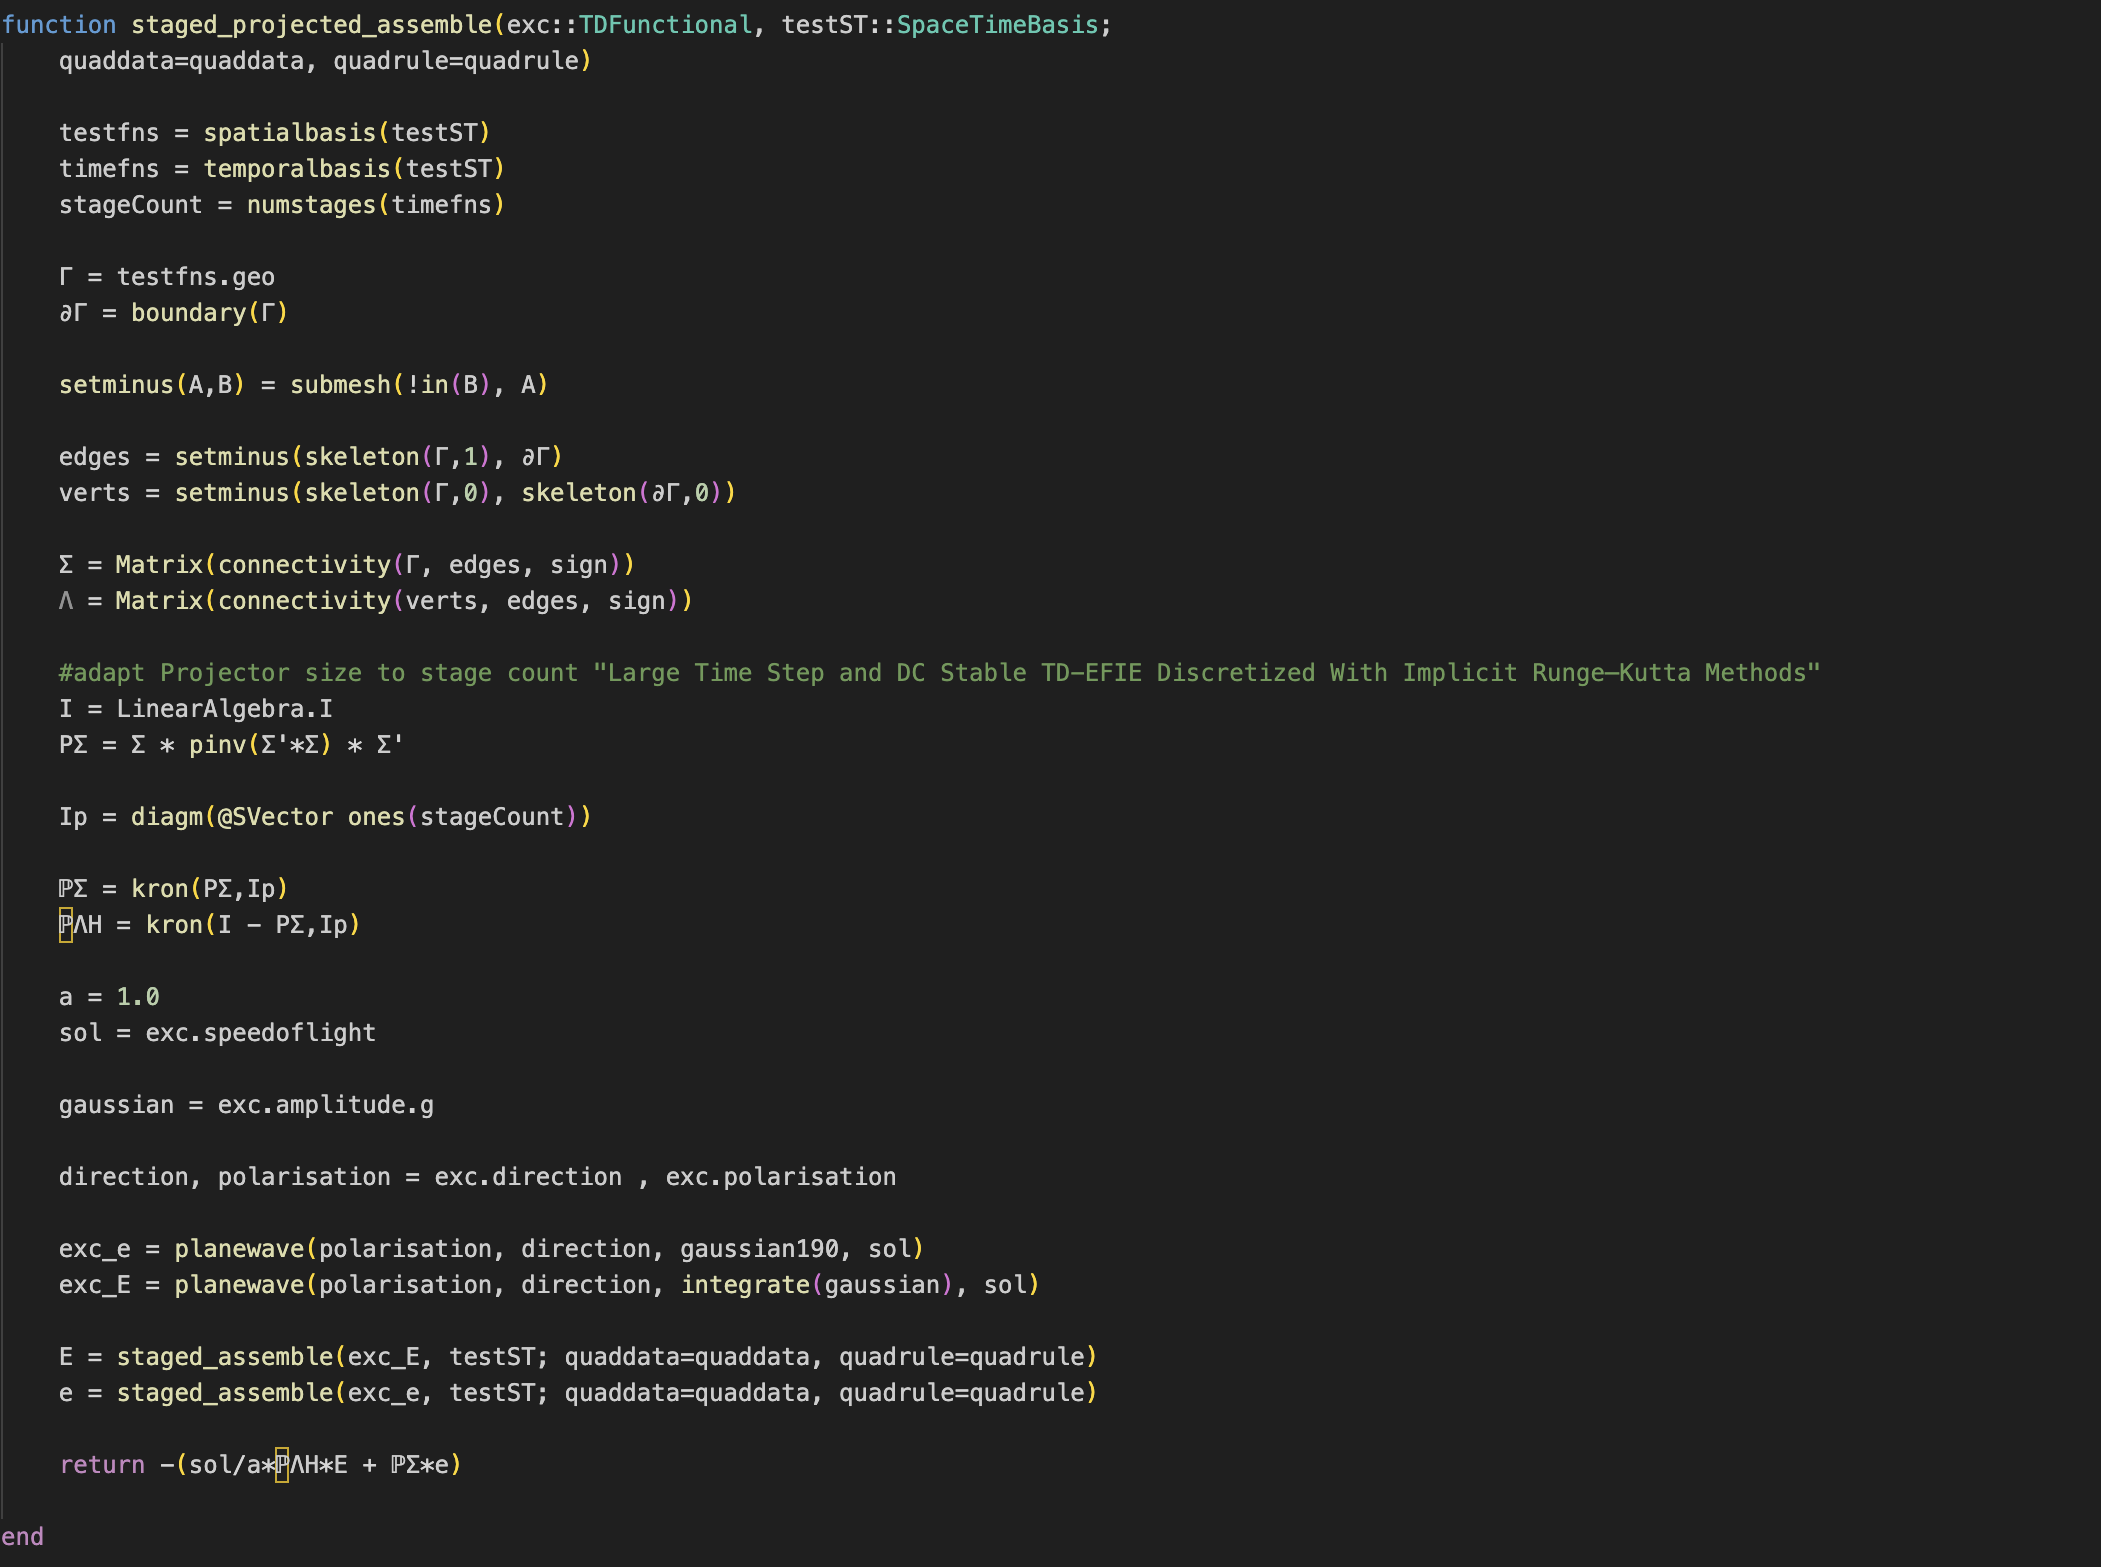 function staged_projected_assemble(exc::TDFunctional, testST::SpaceTimeBasis;
    quaddata=quaddata, quadrule=quadrule)
    testfns = spatialbasis(testST)
    timefns = temporalbasis(testST)
    stageCount = numstages(timefns)
    Γ = testfns.geo
    ∂Γ = boundary(Γ)
    setminus(A,B) = submesh(!in(B), A)
    edges = setminus(skeleton(Γ,1), ∂Γ)
    verts = setminus(skeleton(Γ,0), skeleton(∂Γ,0))
    Σ = Matrix(connectivity(Γ, edges, sign))
    Λ = Matrix(connectivity(verts, edges, sign))
    #adapt Projector size to stage count "Large Time Step and DC Stable TD-EFIE Discretized With Implicit Runge–Kutta Methods"
    I = LinearAlgebra.I
    PΣ = Σ * pinv(Σ'*Σ) * Σ'
    Ip = diagm(@SVector ones(stageCount))
    ℙΣ = kron(PΣ,Ip)
    ℙΛH = kron(I - PΣ,Ip)
    a = 1.0
    sol = exc.speedoflight
    gaussian = exc.amplitude.g
    direction, polarisation = exc.direction , exc.polarisation
    exc_e = planewave(polarisation, direction, gaussian190, sol)
    exc_E = planewave(polarisation, direction, integrate(gaussian), sol)
    E = staged_assemble(exc_E, testST; quaddata=quaddata, quadrule=quadrule)
    e = staged_assemble(exc_e, testST; quaddata=quaddata, quadrule=quadrule)
    return -(sol/a*ℙΛH*E + ℙΣ*e)
end